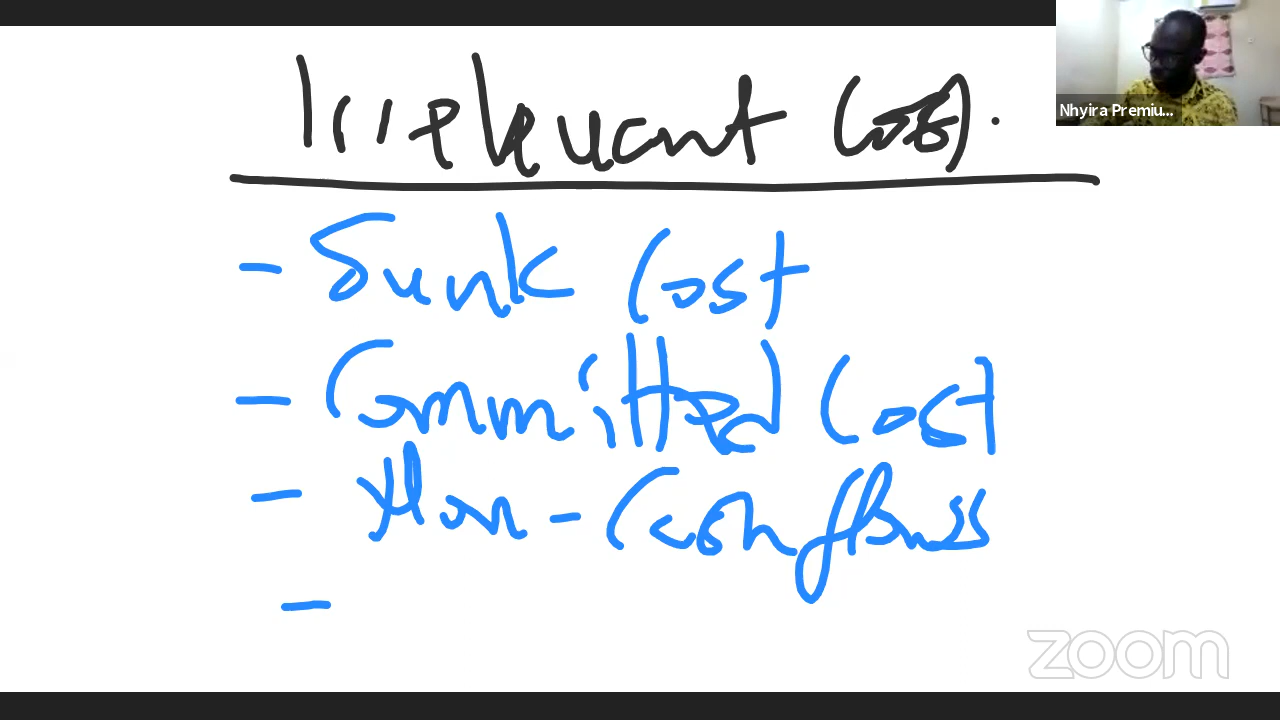 Irrelevant Cost.
Nhyira Premiu...
- Sunk Cost
- Committed Cost
- Non-Cashflows
-
zoom